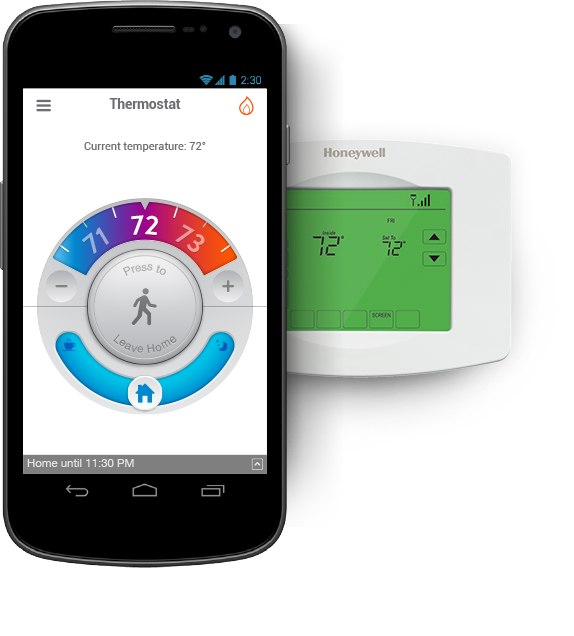 2:30
Thermostat
Current temperature: 72°
71 72 73
Press to
Leave Home
Home until 11:30 PM
Honeywell
FRI
Inside
72°
Set To
72°
SCREEN